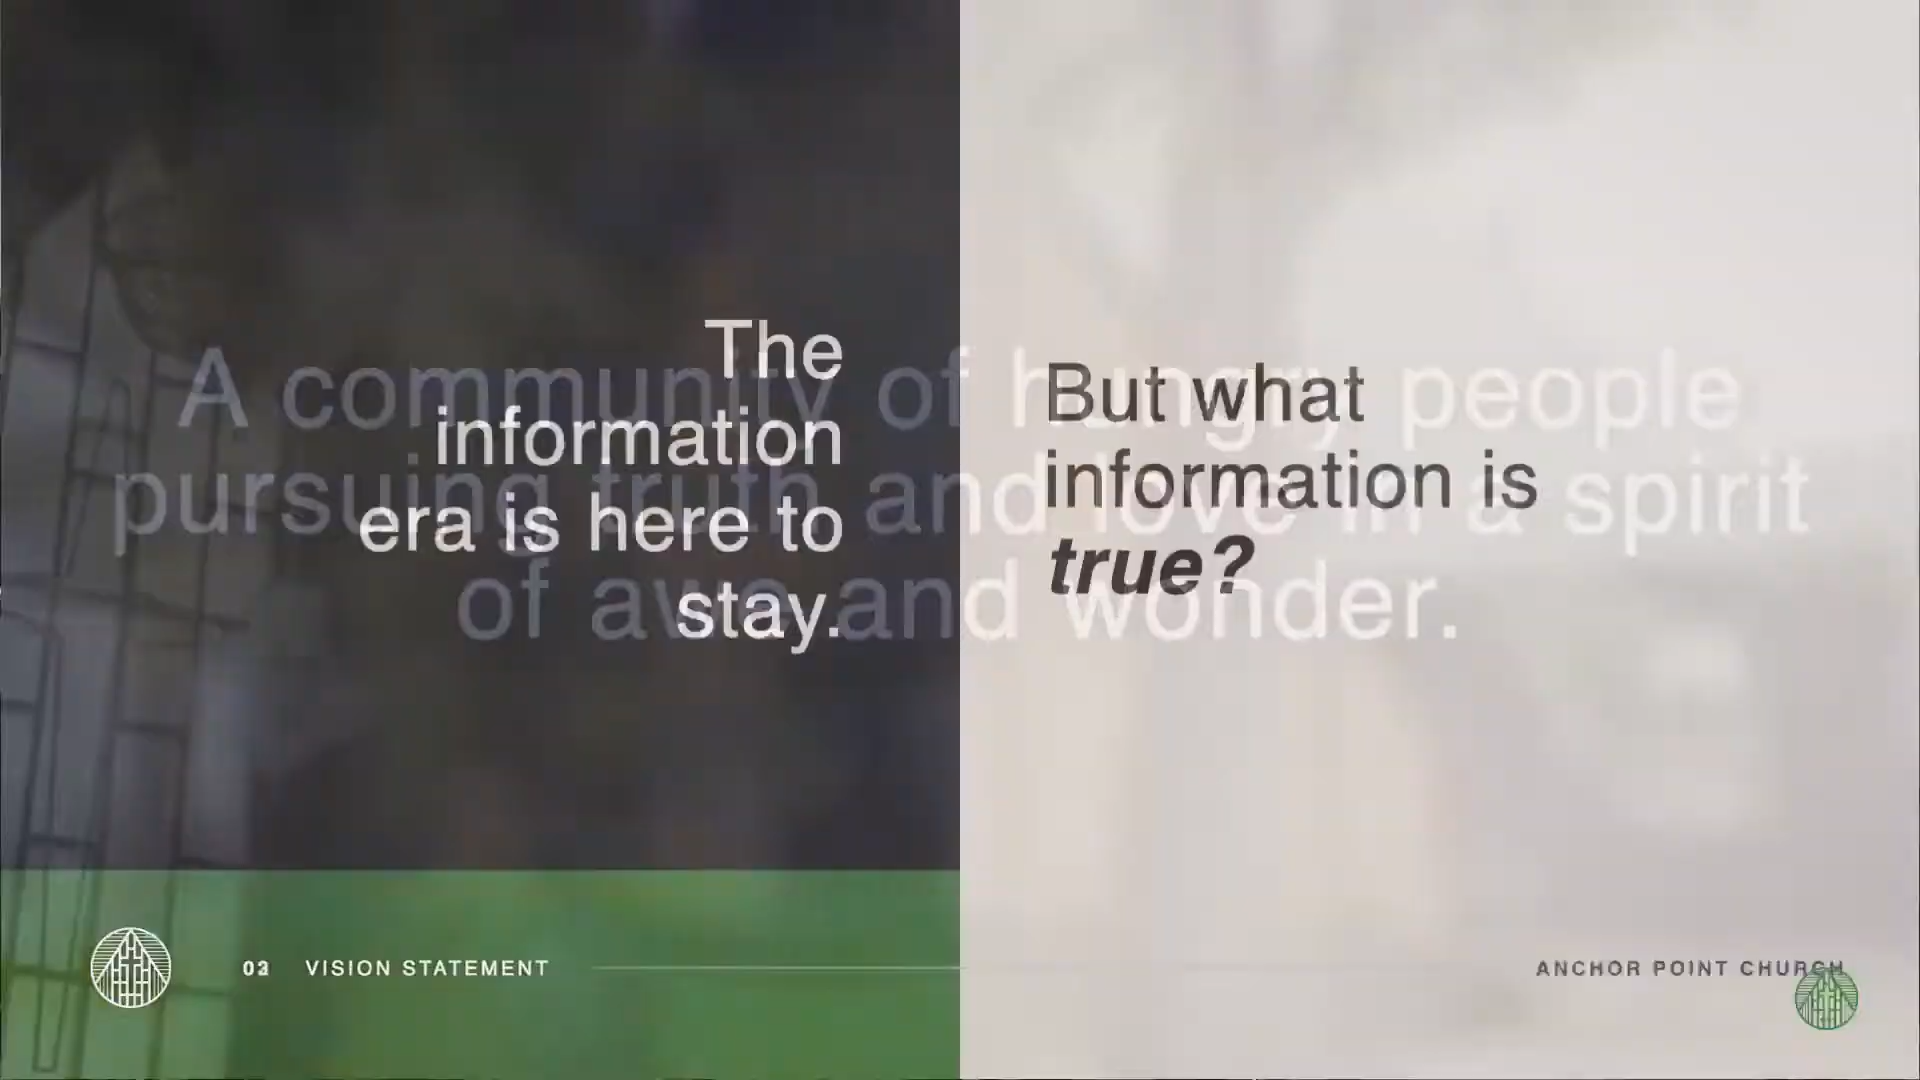 The
information
era is here to
stay.
But what
information is
true?
A community of hungry people
pursuing truth and love in a spirit
of awe and wonder.
VISION STATEMENT
ANCHOR POINT CHURCH